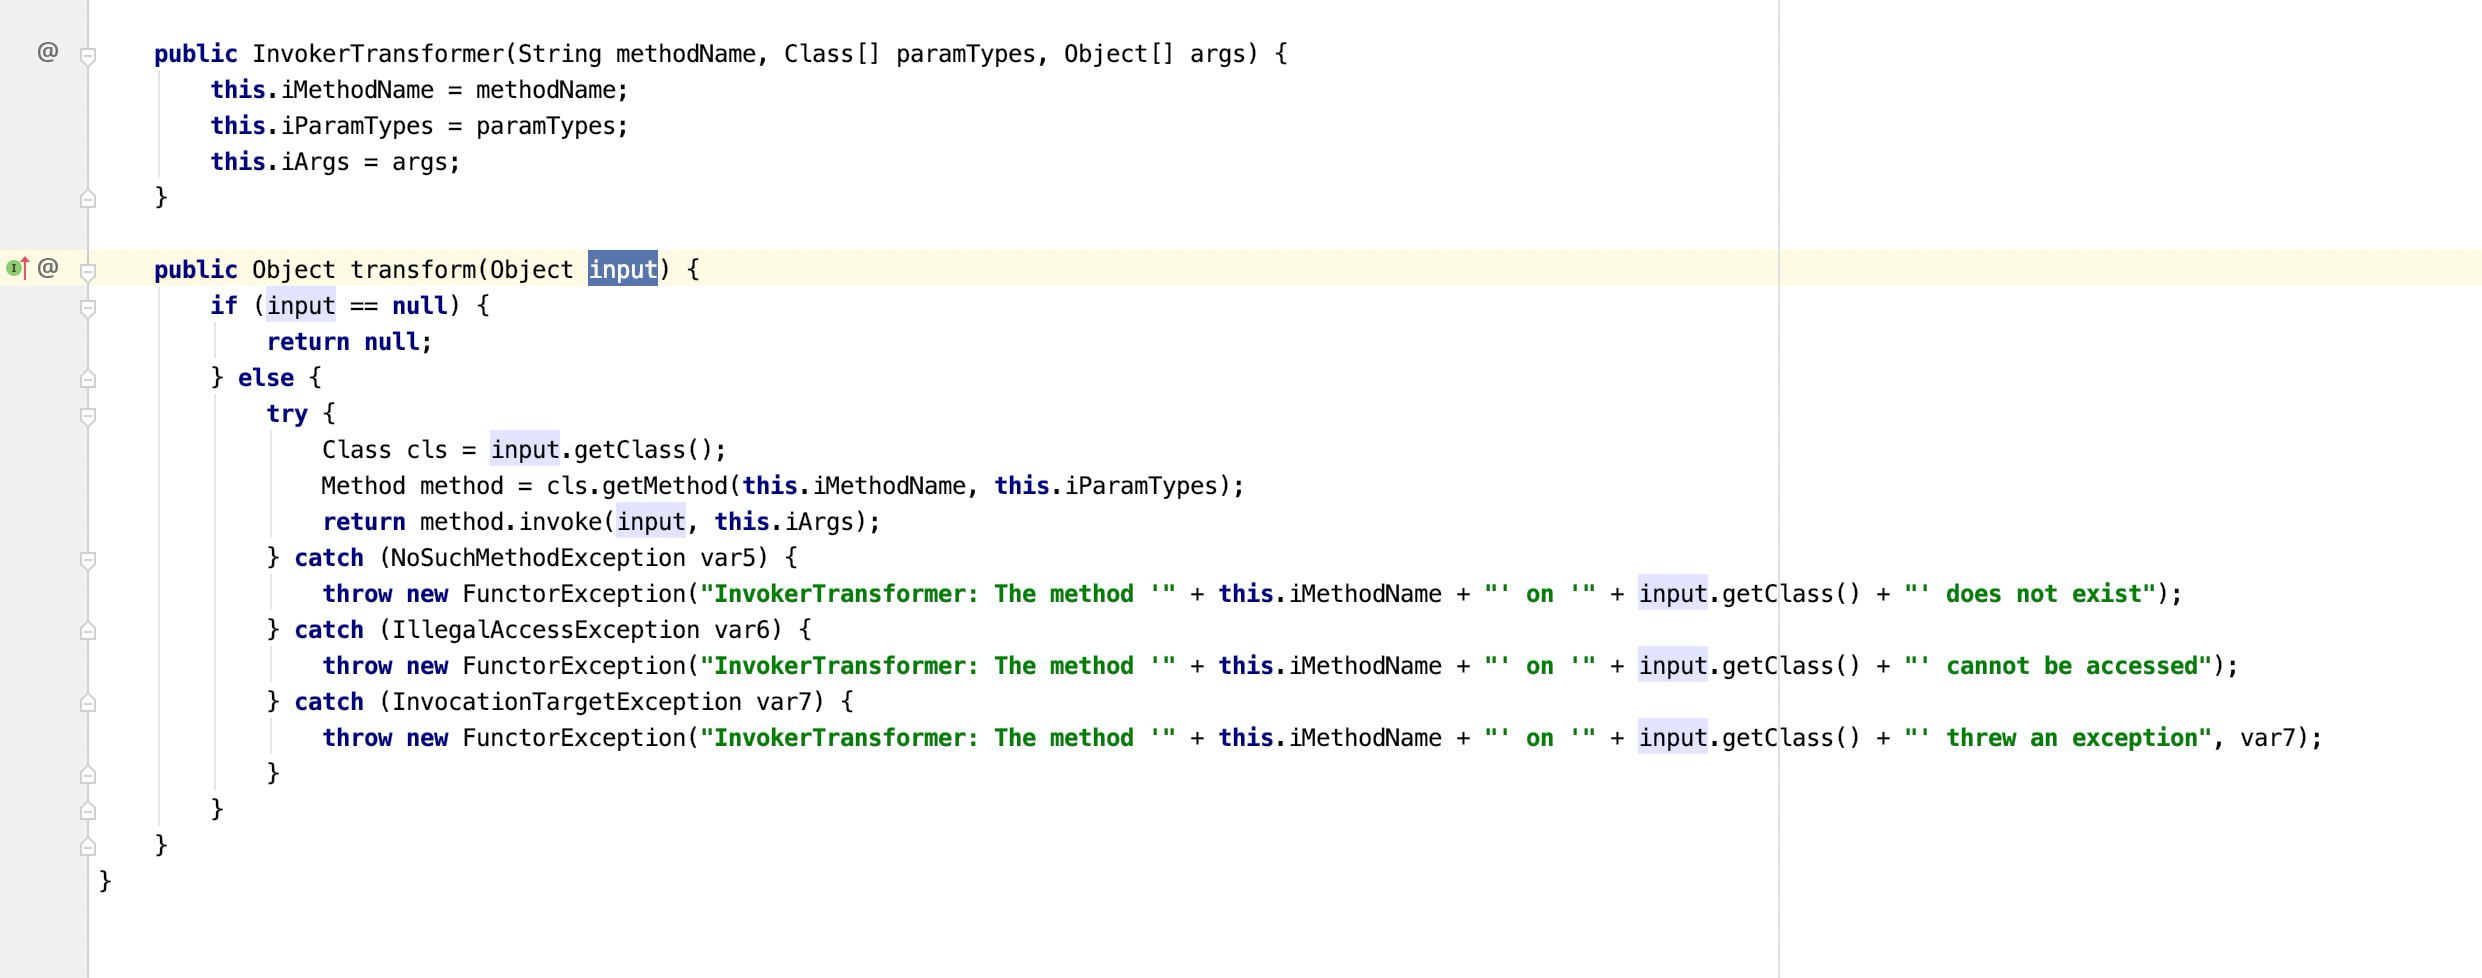 @ public InvokerTransformer(String methodName, Class[] paramTypes, Object[] args) {
this.iMethodName = methodName;
this.iParamTypes = paramTypes;
this.iArgs = args;
}
I @ public Object transform(Object input) {
if (input == null) {
return null;
} else {
try {
Class cls = input.getClass();
Method method = cls.getMethod(this.iMethodName, this.iParamTypes);
return method.invoke(input, this.iArgs);
} catch (NoSuchMethodException var5) {
throw new FunctorException("InvokerTransformer: The method '" + this.iMethodName + "' on '" + input.getClass() + "' does not exist");
} catch (IllegalAccessException var6) {
throw new FunctorException("InvokerTransformer: The method '" + this.iMethodName + "' on '" + input.getClass() + "' cannot be accessed");
} catch (InvocationTargetException var7) {
throw new FunctorException("InvokerTransformer: The method '" + this.iMethodName + "' on '" + input.getClass() + "' threw an exception", var7);
}
}
}
}